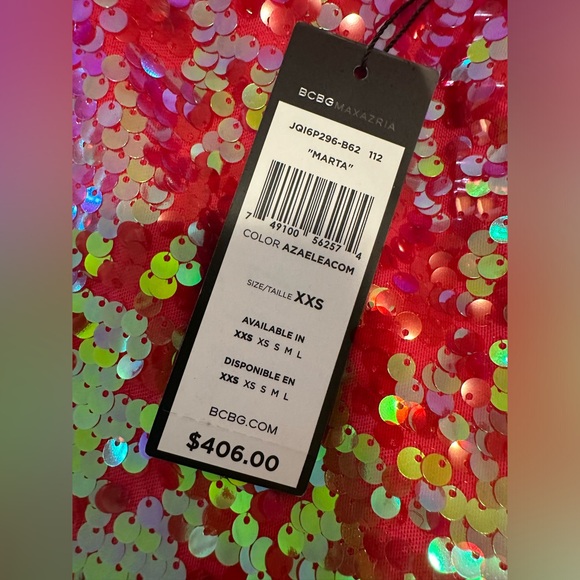 BCBGMAXAZRIA
JQI6P296-B62 112
"MARTA"
7 49100 56257 4
COLOR AZAELEACOM
SIZE/TAILLE XXS
AVAILABLE IN
XXS XS S M L
DISPONIBLE EN
XXS XS S M L
BCBG.COM
$406.00